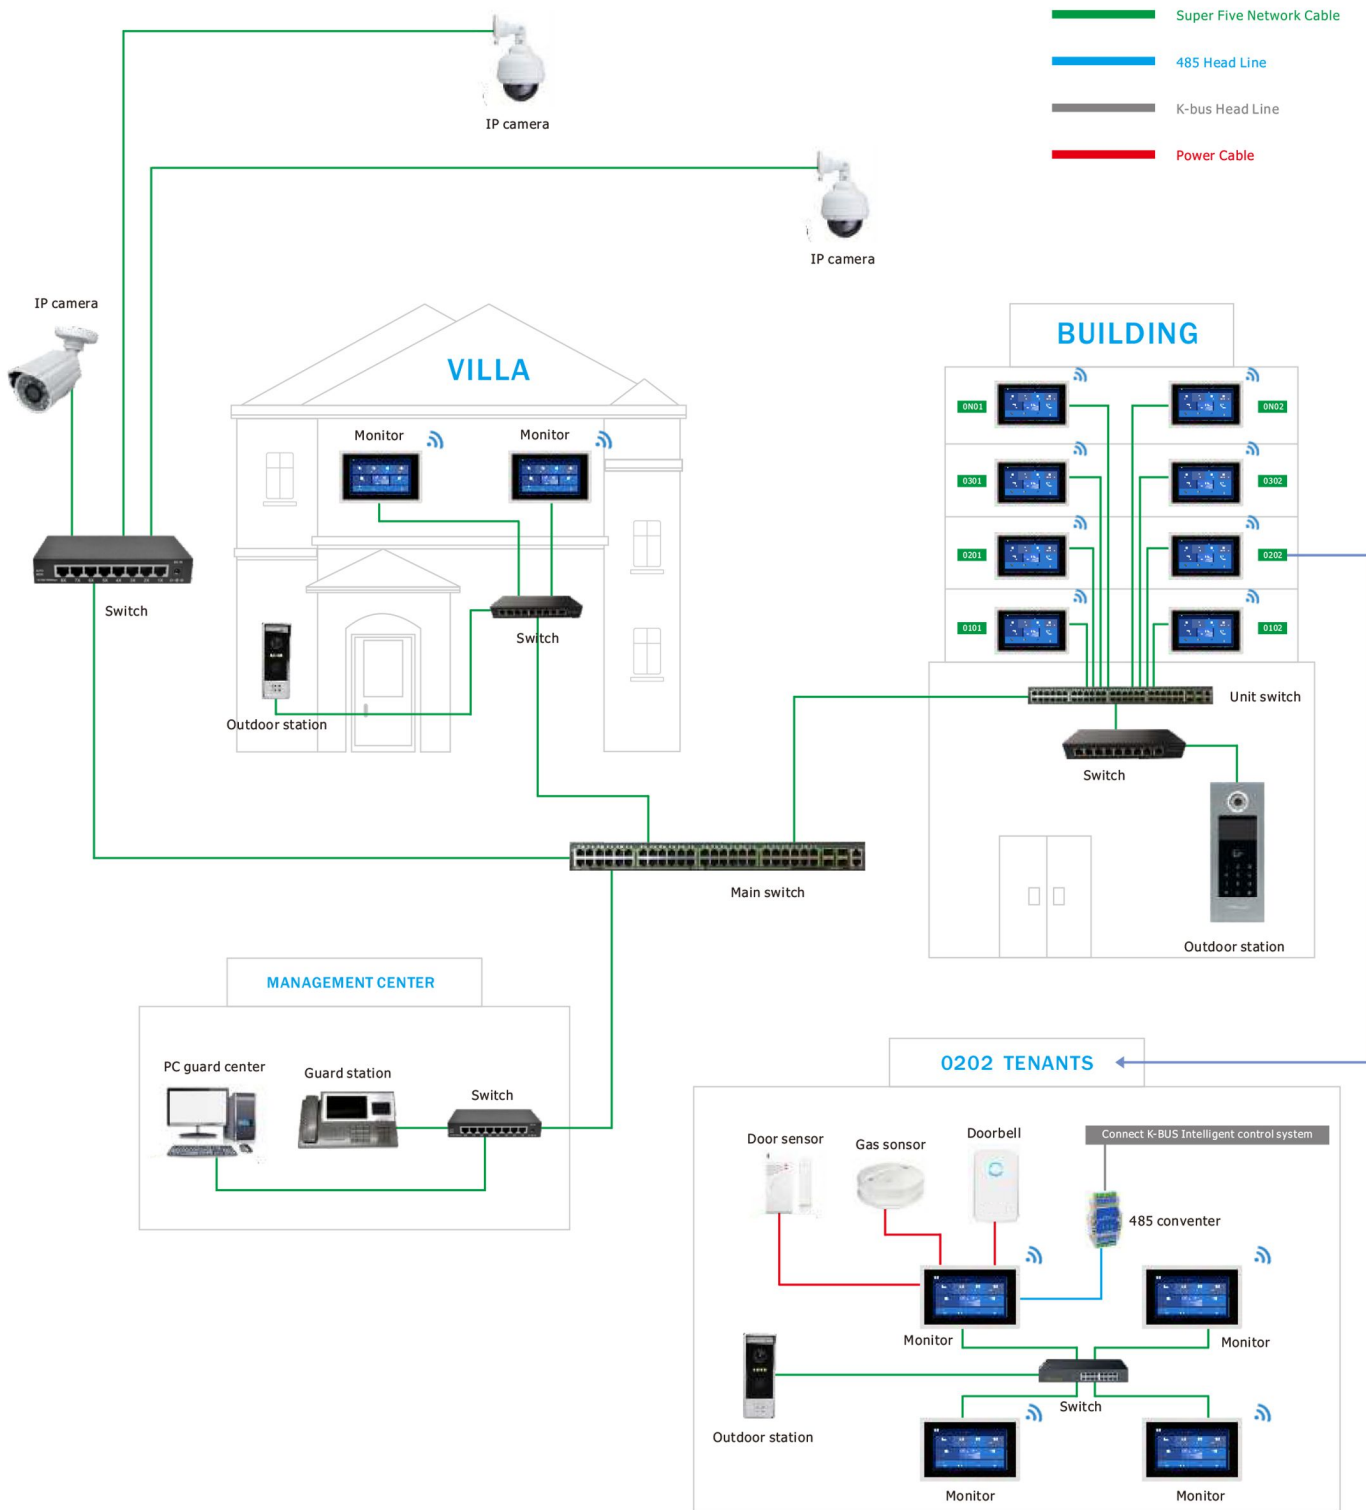 Super Five Network Cable
485 Head Line
K-bus Head Line
Power Cable
IP camera
IP camera
IP camera
VILLA
Monitor
Monitor
Switch
Switch
Outdoor station
BUILDING
0N01
0N02
0301
0302
0201
0202
0101
0102
Unit switch
Switch
Outdoor station
Main switch
MANAGEMENT CENTER
PC guard center
Guard station
Switch
0202 TENANTS
Door sensor
Gas sonsor
Doorbell
Connect K-BUS Intelligent control system
485 conventer
Monitor
Monitor
Switch
Outdoor station
Monitor
Monitor